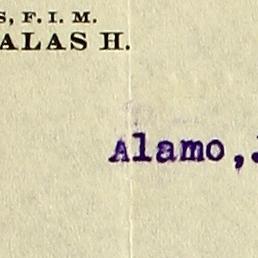 S, F. I. M.
ALAS H.
Alamo,